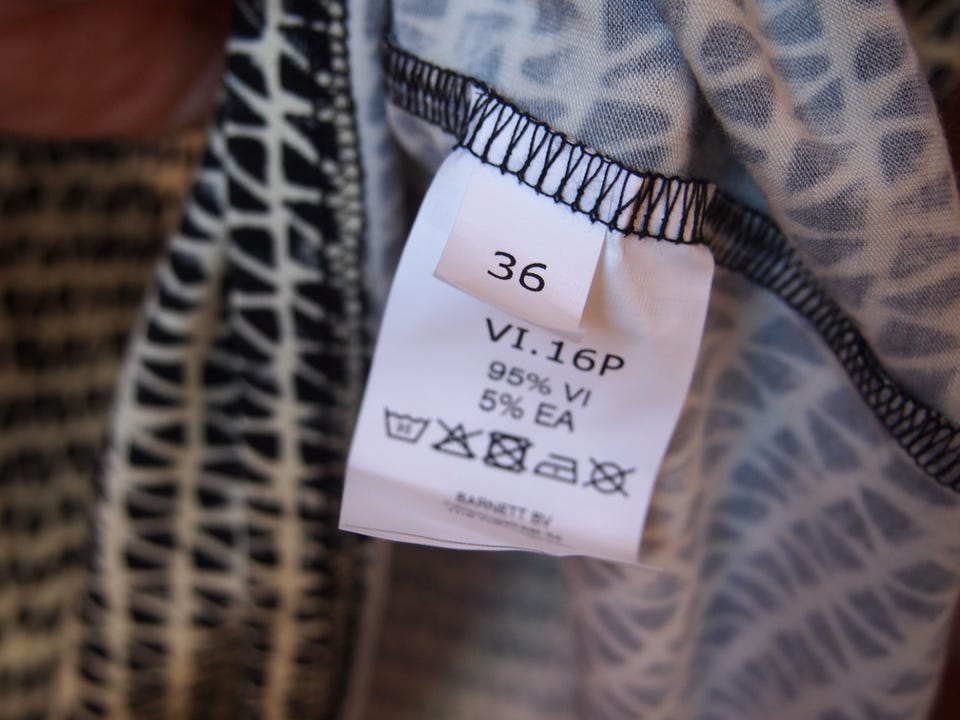 36
VI.16P
95% VI
5% EA
BARNETT BV